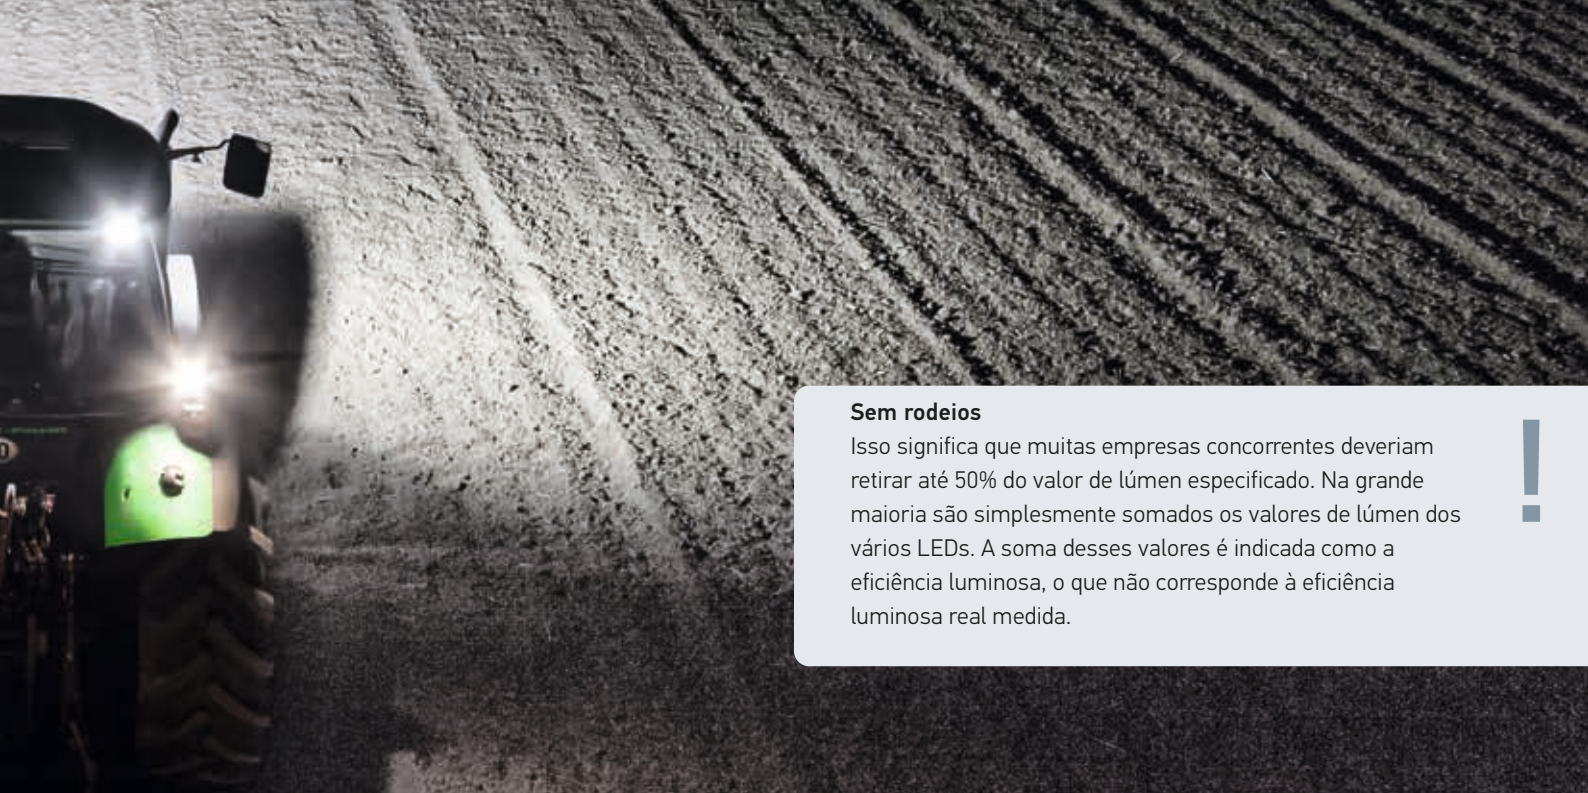 Sem rodeios
Isso significa que muitas empresas concorrentes deveriam
retirar até 50% do valor de lúmen especificado. Na grande
maioria são simplesmente somados os valores de lúmen dos
vários LEDs. A soma desses valores é indicada como a
eficiência luminosa, o que não corresponde à eficiência
luminosa real medida.
!